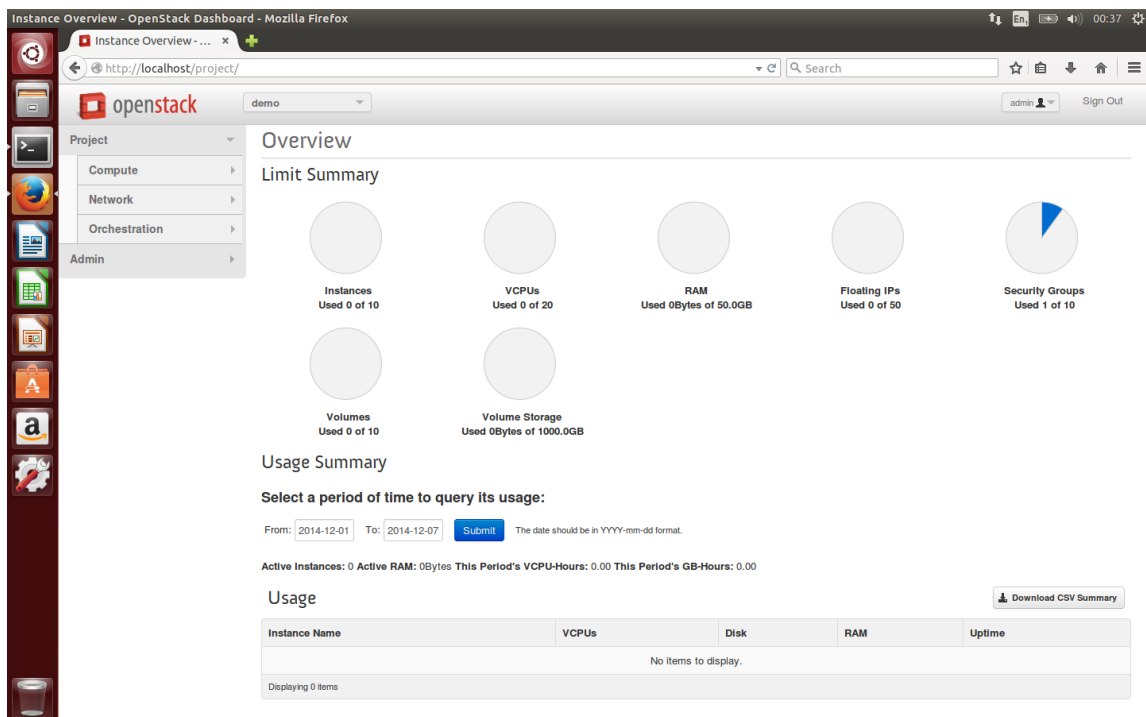 Instance Overview - OpenStack Dashboard - Mozilla Firefox
En
00:37
Instance Overview - ...
http://localhost/project/
Search
openstack
demo
admin
Sign Out
Project
Compute
Network
Orchestration
Admin
Overview
Limit Summary
Instances
Used 0 of 10
VCPUs
Used 0 of 20
RAM
Used 0Bytes of 50.0GB
Floating IPs
Used 0 of 50
Security Groups
Used 1 of 10
Volumes
Used 0 of 10
Volume Storage
Used 0Bytes of 1000.0GB
Usage Summary
Select a period of time to query its usage:
From: 2014-12-01 To: 2014-12-07 Submit The date should be in YYYY-mm-dd format.
Active Instances: 0 Active RAM: 0Bytes This Period's VCPU-Hours: 0.00 This Period's GB-Hours: 0.00
Usage
Download CSV Summary
Instance Name VCPUs Disk RAM Uptime
No items to display.
Displaying 0 items